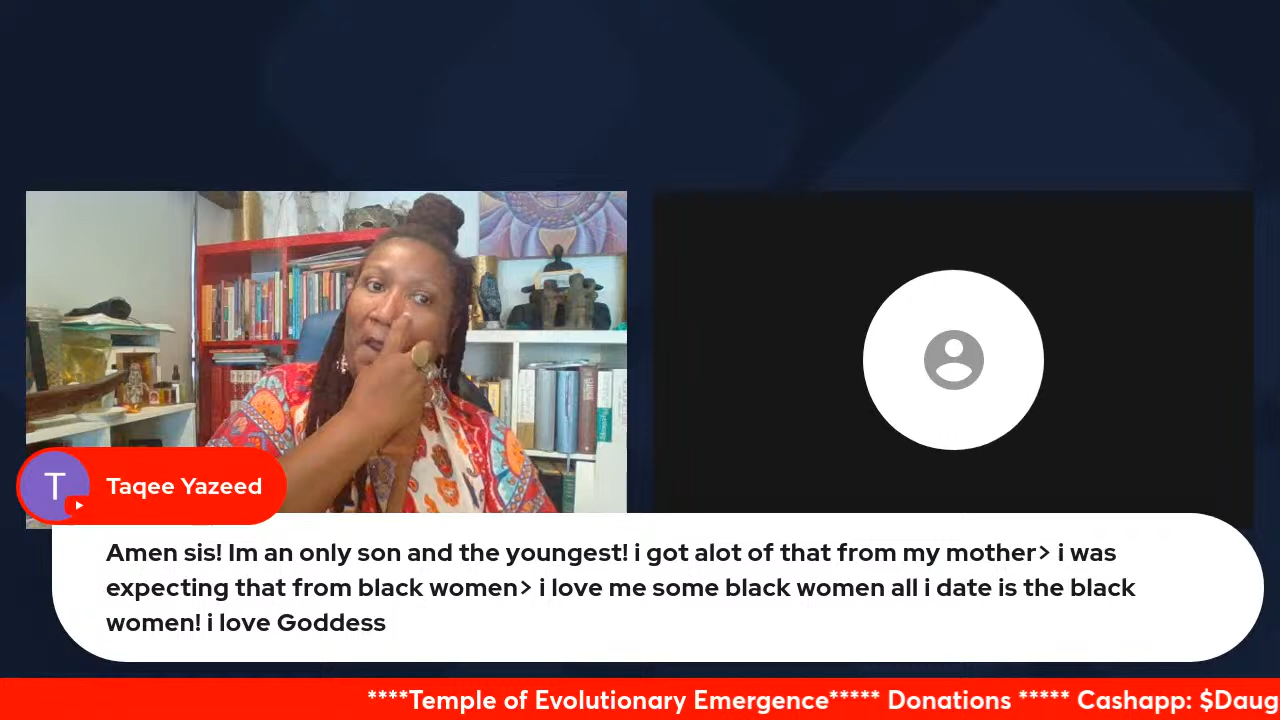 T
Taqee Yazeed
Amen sis! Im an only son and the youngest! i got alot of that from my mother> i was
expecting that from black women> i love me some black women all i date is the black
women! i love Goddess
****Temple of Evolutionary Emergence***** Donations ***** Cashapp: $Daug